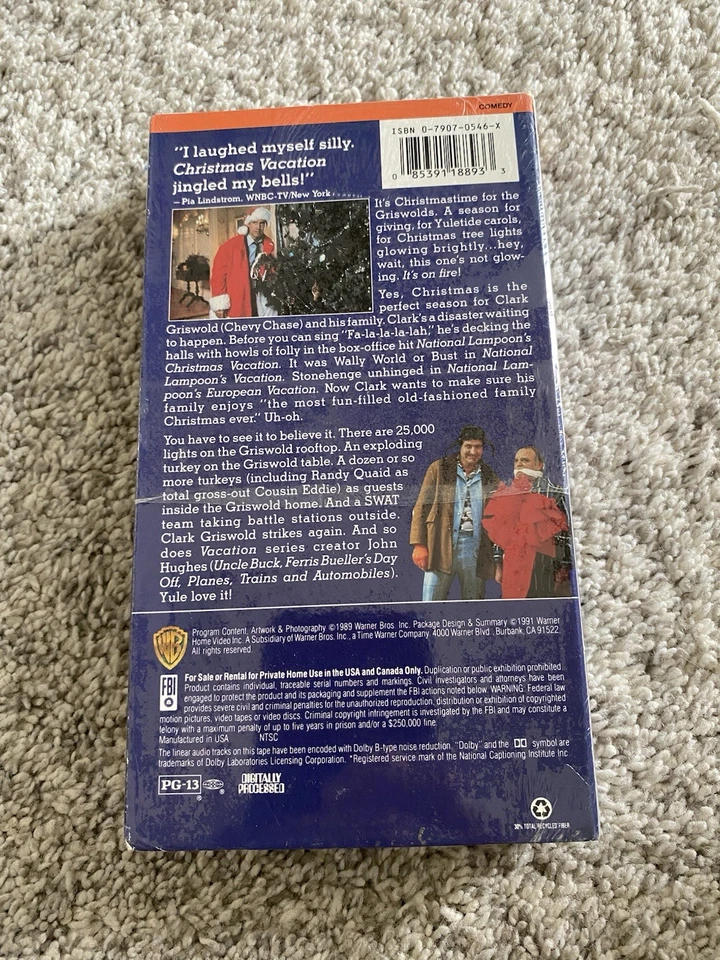 COMEDY
"I laughed myself silly.
Christmas Vacation
jingled my bells!"
— Pia Lindstrom, WNBC-TV/New York
ISBN 0-7907-0546-X
0 85391 18893 3
It's Christmastime for the
Griswolds. A season for
giving, for Yuletide carols,
for Christmas tree lights
glowing brightly...hey,
wait, this one's not glow-
ing. It's on fire!
Yes, Christmas is the
perfect season for Clark
Griswold (Chevy Chase) and his family. Clark's a disaster waiting
to happen. Before you can sing "Fa-la-la-la-lah," he's decking the
halls with howls of folly in the box-office hit National Lampoon's
Christmas Vacation. It was Wally World or Bust in National
Lampoon's Vacation. Stonehenge unhinged in National Lam-
poon's European Vacation. Now Clark wants to make sure his
family enjoys "the most fun-filled old-fashioned family
Christmas ever." Uh-oh.
You have to see it to believe it. There are 25,000
lights on the Griswold rooftop. An exploding
turkey on the Griswold table. A dozen or so
more turkeys (including Randy Quaid as
total gross-out Cousin Eddie) as guests
inside the Griswold home. And a SWAT
team taking battle stations outside.
Clark Griswold strikes again. And so
does Vacation series creator John
Hughes (Uncle Buck, Ferris Bueller's Day
Off, Planes, Trains and Automobiles).
Yule love it!
WB
Program Content, Artwork & Photography ©1989 Warner Bros. Inc. Package Design & Summary ©1991 Warner
Home Video Inc. A Subsidiary of Warner Bros. Inc., a Time Warner Company. 4000 Warner Blvd., Burbank, CA 91522.
All rights reserved.
FBI
For Sale or Rental for Private Home Use in the USA and Canada Only. Duplication or public exhibition prohibited.
Product contains individual, traceable serial numbers and markings. Civil investigators and attorneys have been
engaged to protect the product and its packaging and supplement the FBI actions noted below. WARNING: Federal law
provides severe civil and criminal penalties for the unauthorized reproduction, distribution or exhibition of copyrighted
motion pictures, video tapes or video discs. Criminal copyright infringement is investigated by the FBI and may constitute a
felony with a maximum penalty of up to five years in prison and/or a $250,000 fine.
Manufactured in USA NTSC
The linear audio tracks on this tape have been encoded with Dolby B-type noise reduction. "Dolby" and the symbol are
trademarks of Dolby Laboratories Licensing Corporation. *Registered service mark of the National Captioning Institute Inc.
PG-13 ® DIGITALLY
PROCESSED
30% TOTAL RECYCLED FIBER